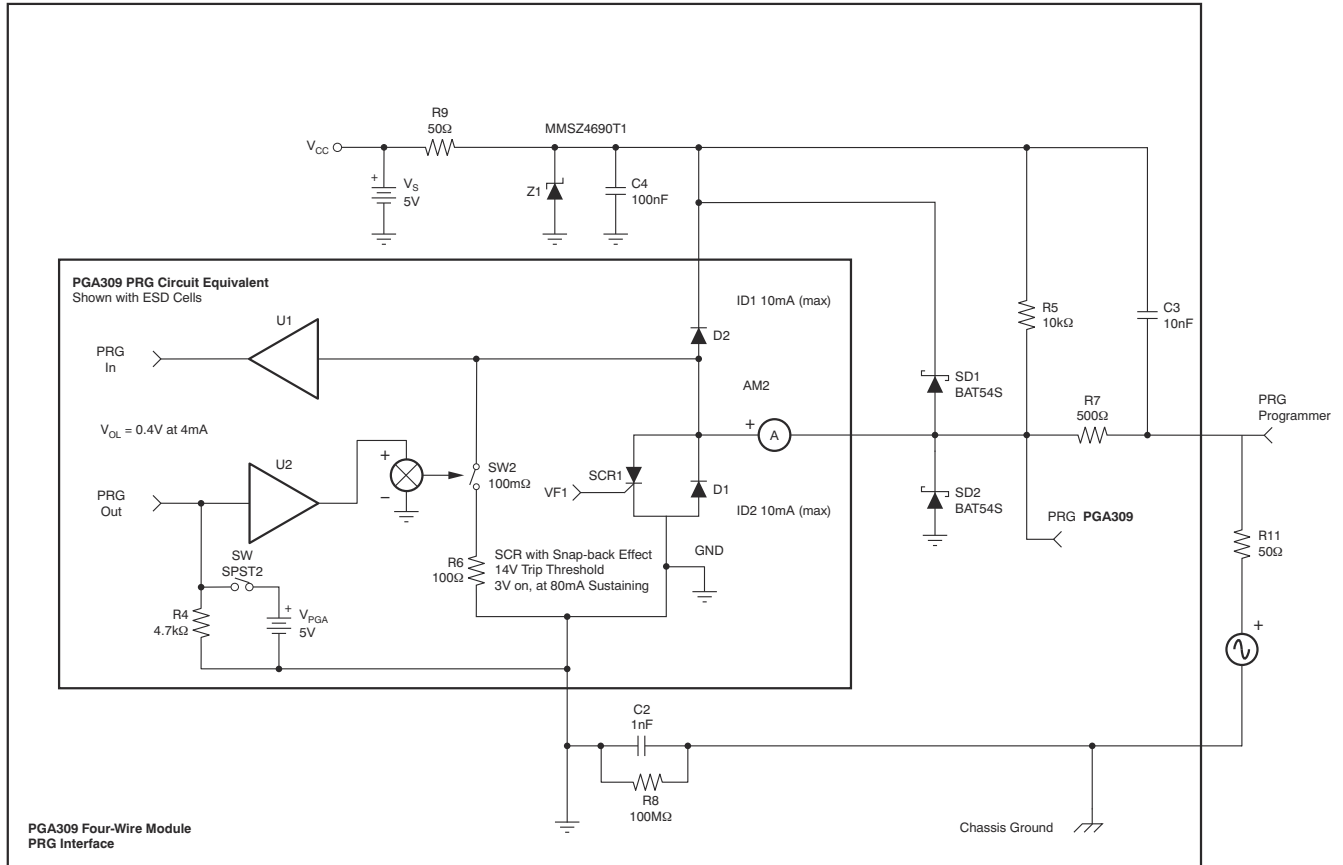 R9
50Ω
MMSZ4690T1
VCC
+
VS
5V
Z1
C4
100nF
PGA309 PRG Circuit Equivalent
Shown with ESD Cells
ID1 10mA (max)
R5
10kΩ
C3
10nF
U1
D2
PRG
In
AM2
SD1
BAT54S
R7
500Ω
PRG
Programmer
+
A
VOL = 0.4V at 4mA
U2
+
–
SW2
100mΩ
SCR1
VF1
D1
PRG
Out
ID2 10mA (max)
SD2
BAT54S
PRG PGA309
R11
50Ω
SW
SPST2
R6
100Ω
SCR with Snap-back Effect
14V Trip Threshold
3V on, at 80mA Sustaining
GND
R4
4.7kΩ
+
VPGA
5V
+
C2
1nF
R8
100MΩ
Chassis Ground
PGA309 Four-Wire Module
PRG Interface